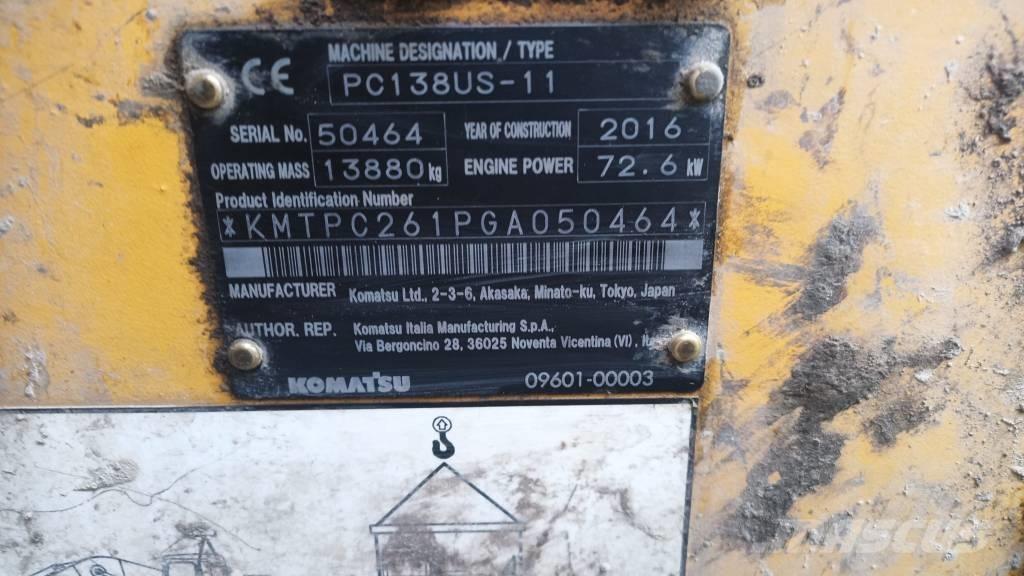 CE
MACHINE DESIGNATION / TYPE
PC138US-11
SERIAL No. 50464 YEAR OF CONSTRUCTION 2016
OPERATING MASS 13880 kg ENGINE POWER 72.6 kW
Product Identification Number
*KMTPC261PGA050464*
MANUFACTURER Komatsu Ltd., 2-3-6, Akasaka, Minato-ku, Tokyo, Japan
AUTHOR. REP. Komatsu Italia Manufacturing S.p.A.,
Via Bergoncino 28, 36025 Noventa Vicentina (VI),
KOMATSU 09601-00003
MASCUS